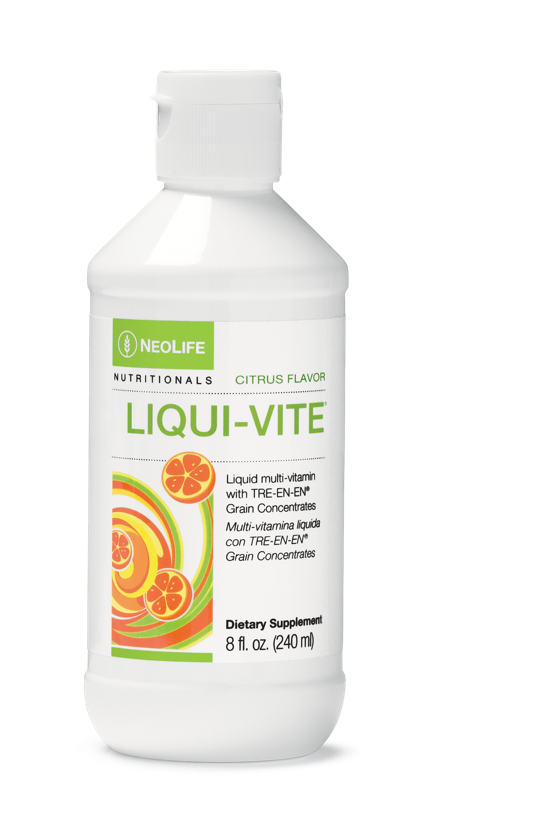 NEOLIFE
NUTRITIONALS CITRUS FLAVOR
LIQUI-VITE®
Liquid multi-vitamin
with TRE-EN-EN®
Grain Concentrates
Multi-vitamina líquida
con TRE-EN-EN®
Grain Concentrates
Dietary Supplement
8 fl. oz. (240 ml)